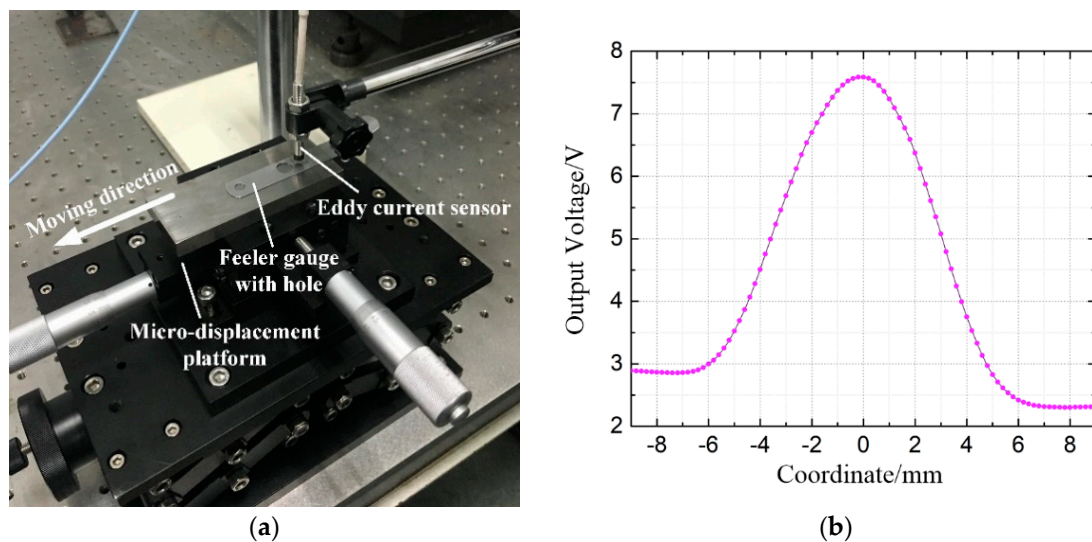 Moving direction
Eddy current sensor
Feeler gauge
with hole
Micro-displacement
platform
(a)
Output Voltage/V
8
7
6
5
4
3
2
-8 -6 -4 -2 0 2 4 6 8
Coordinate/mm
(b)